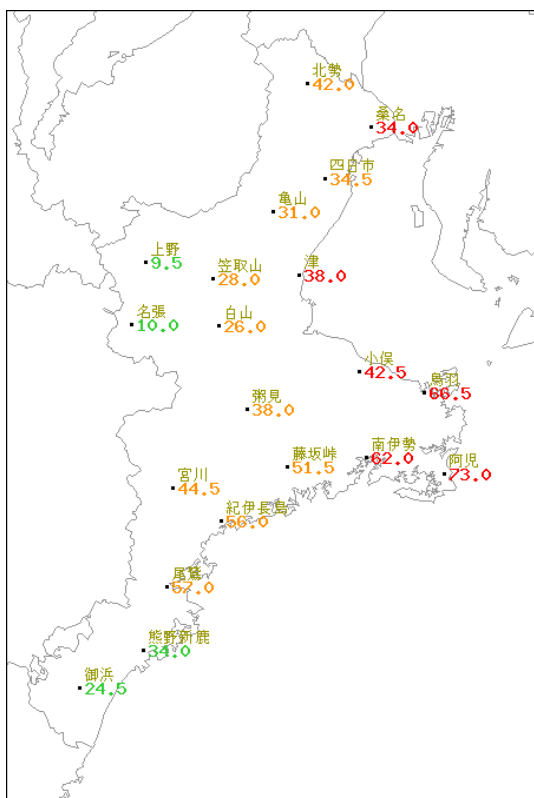 北勢
42.0
桑名
34.0
四日市
34.5
亀山
31.0
上野
9.5
笠取山
28.0
津
38.0
名張
10.0
白山
26.0
小俣
42.5
鳥羽
66.5
粥見
38.0
南伊勢
62.0
藤坂峠
51.5
阿児
73.0
宮川
44.5
紀伊長島
56.0
尾鷲
57.0
熊野新鹿
34.0
御浜
24.5